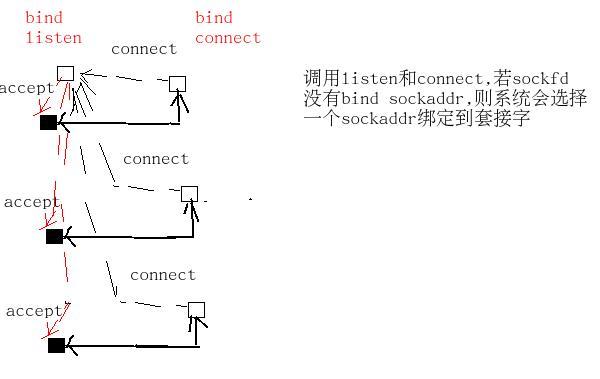 bind
listen
bind
connect
connect
accept
调用listen和connect,若sockfd
没有bind sockaddr,则系统会选择
一个sockaddr绑定到套接字
connect
accept
connect
accept